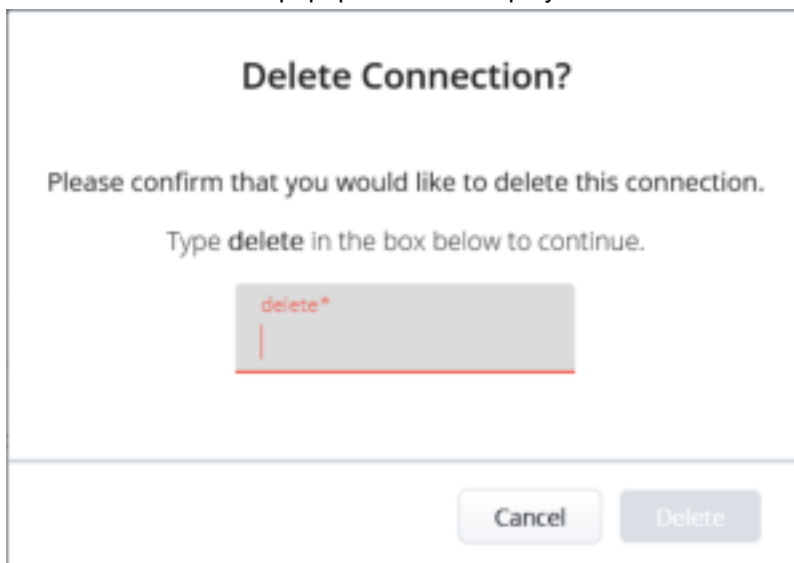 Delete Connection?
Please confirm that you would like to delete this connection.
Type delete in the box below to continue.
delete*
Cancel
Delete